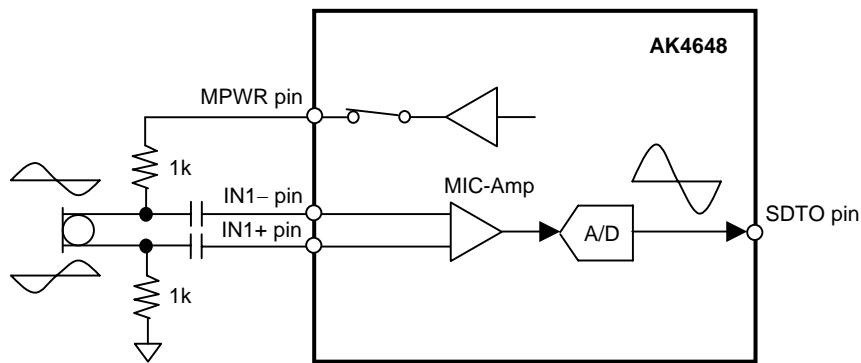 AK4648
MPWR pin
1k
IN1− pin
MIC-Amp
IN1+ pin
A/D
SDTO pin
1k